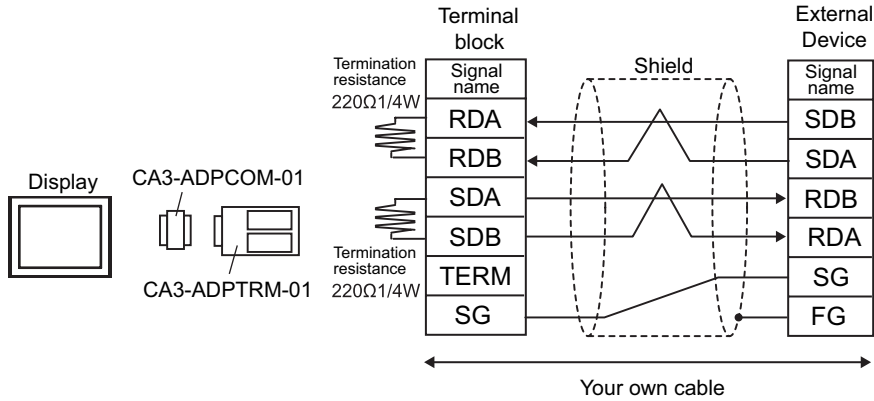 Terminal
block
External
Device
Termination
resistance
220Ω1/4W
Signal
name
Shield
Signal
name
RDA
SDB
RDB
SDA
Display
CA3-ADPCOM-01
SDA
RDB
SDB
RDA
Termination
resistance
220Ω1/4W
CA3-ADPTRM-01
TERM
SG
SG
FG
Your own cable